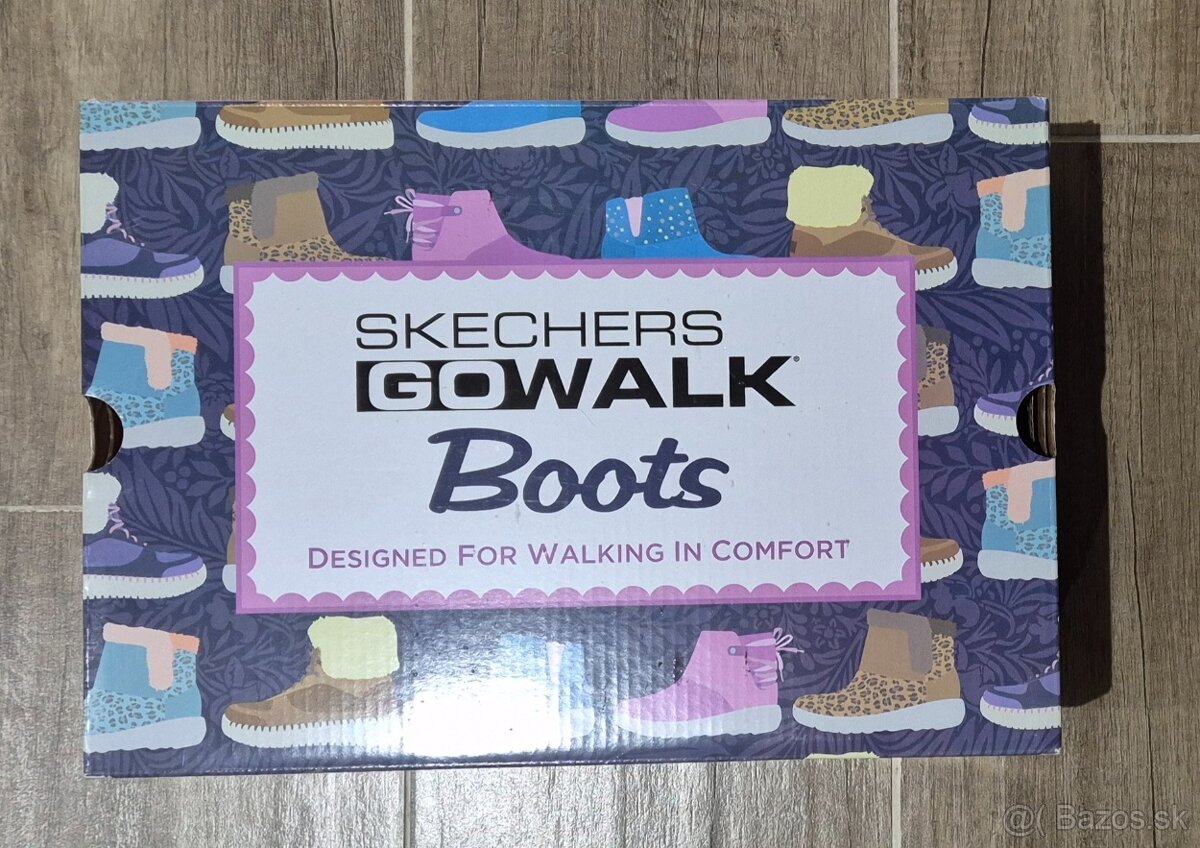 SKECHERS
GOWALK®
Boots
DESIGNED FOR WALKING IN COMFORT
@( Bazos.sk